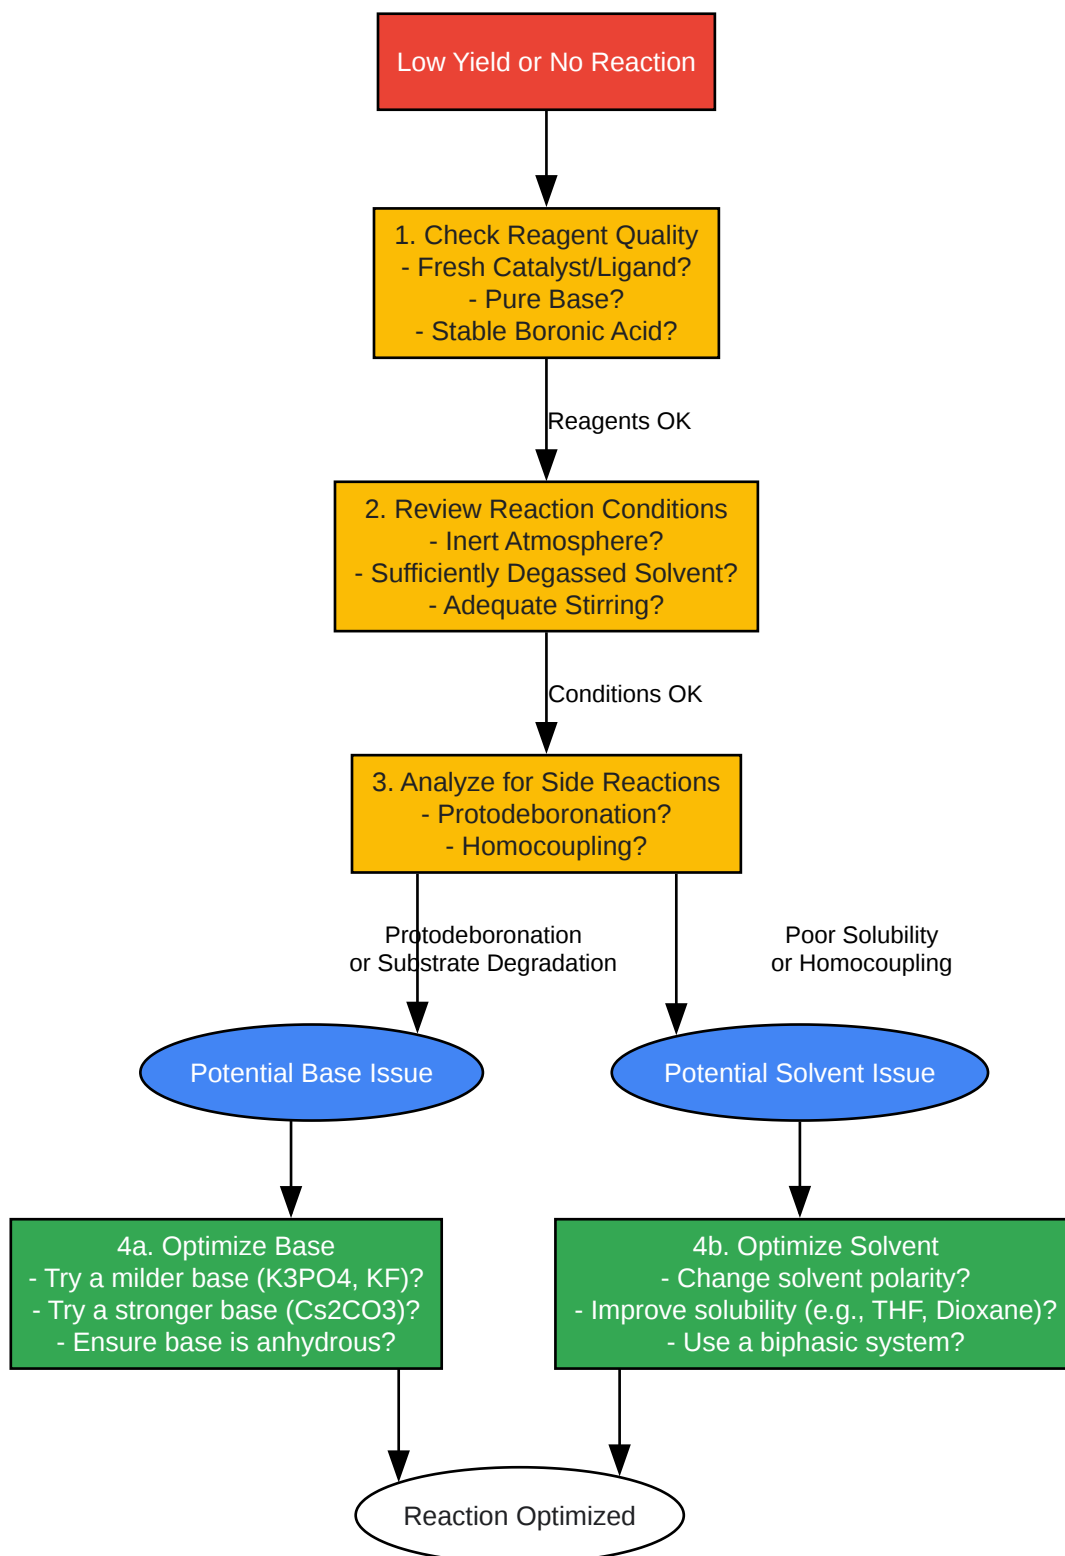 Low Yield or No Reaction
1. Check Reagent Quality
- Fresh Catalyst/Ligand?
- Pure Base?
- Stable Boronic Acid?
Reagents OK
2. Review Reaction Conditions
- Inert Atmosphere?
- Sufficiently Degassed Solvent?
- Adequate Stirring?
Conditions OK
3. Analyze for Side Reactions
- Protodeboronation?
- Homocoupling?
Protodeboronation
or Substrate Degradation
Poor Solubility
or Homocoupling
Potential Base Issue
Potential Solvent Issue
4a. Optimize Base
- Try a milder base (K3PO4, KF)?
- Try a stronger base (Cs2CO3)?
- Ensure base is anhydrous?
4b. Optimize Solvent
- Change solvent polarity?
- Improve solubility (e.g., THF, Dioxane)?
- Use a biphasic system?
Reaction Optimized